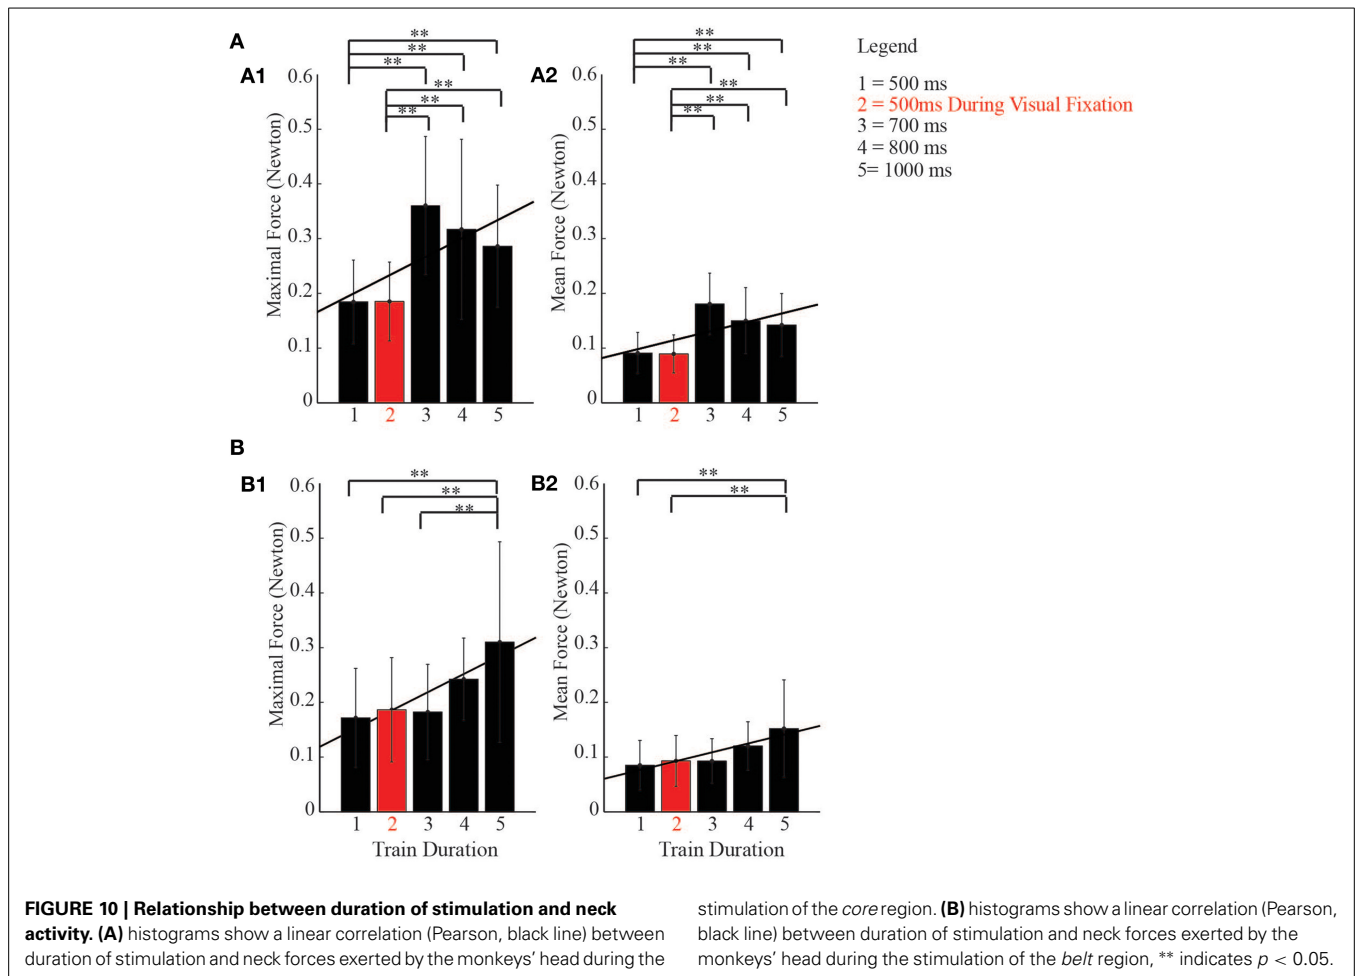 A
** 
**
**
A1
**
**
**
0.6
0.5
0.4
0.3
0.2
0.1
0
Maximal Force (Newton)
1 2 3 4 5
**
**
**
A2
**
**
**
0.6
0.5
0.4
0.3
0.2
0.1
0
Mean Force (Newton)
1 2 3 4 5
Legend
1 = 500 ms
2 = 500ms During Visual Fixation
3 = 700 ms
4 = 800 ms
5= 1000 ms
B
B1
**
**
**
0.6
0.5
0.4
0.3
0.2
0.1
0
Maximal Force (Newton)
1 2 3 4 5
Train Duration
B2
**
**
0.6
0.5
0.4
0.3
0.2
0.1
0
Mean Force (Newton)
1 2 3 4 5
Train Duration
FIGURE 10 | Relationship between duration of stimulation and neck
activity. (A) histograms show a linear correlation (Pearson, black line) between
duration of stimulation and neck forces exerted by the monkeys' head during the
stimulation of the core region. (B) histograms show a linear correlation (Pearson,
black line) between duration of stimulation and neck forces exerted by the
monkeys' head during the stimulation of the belt region, ** indicates p < 0.05.